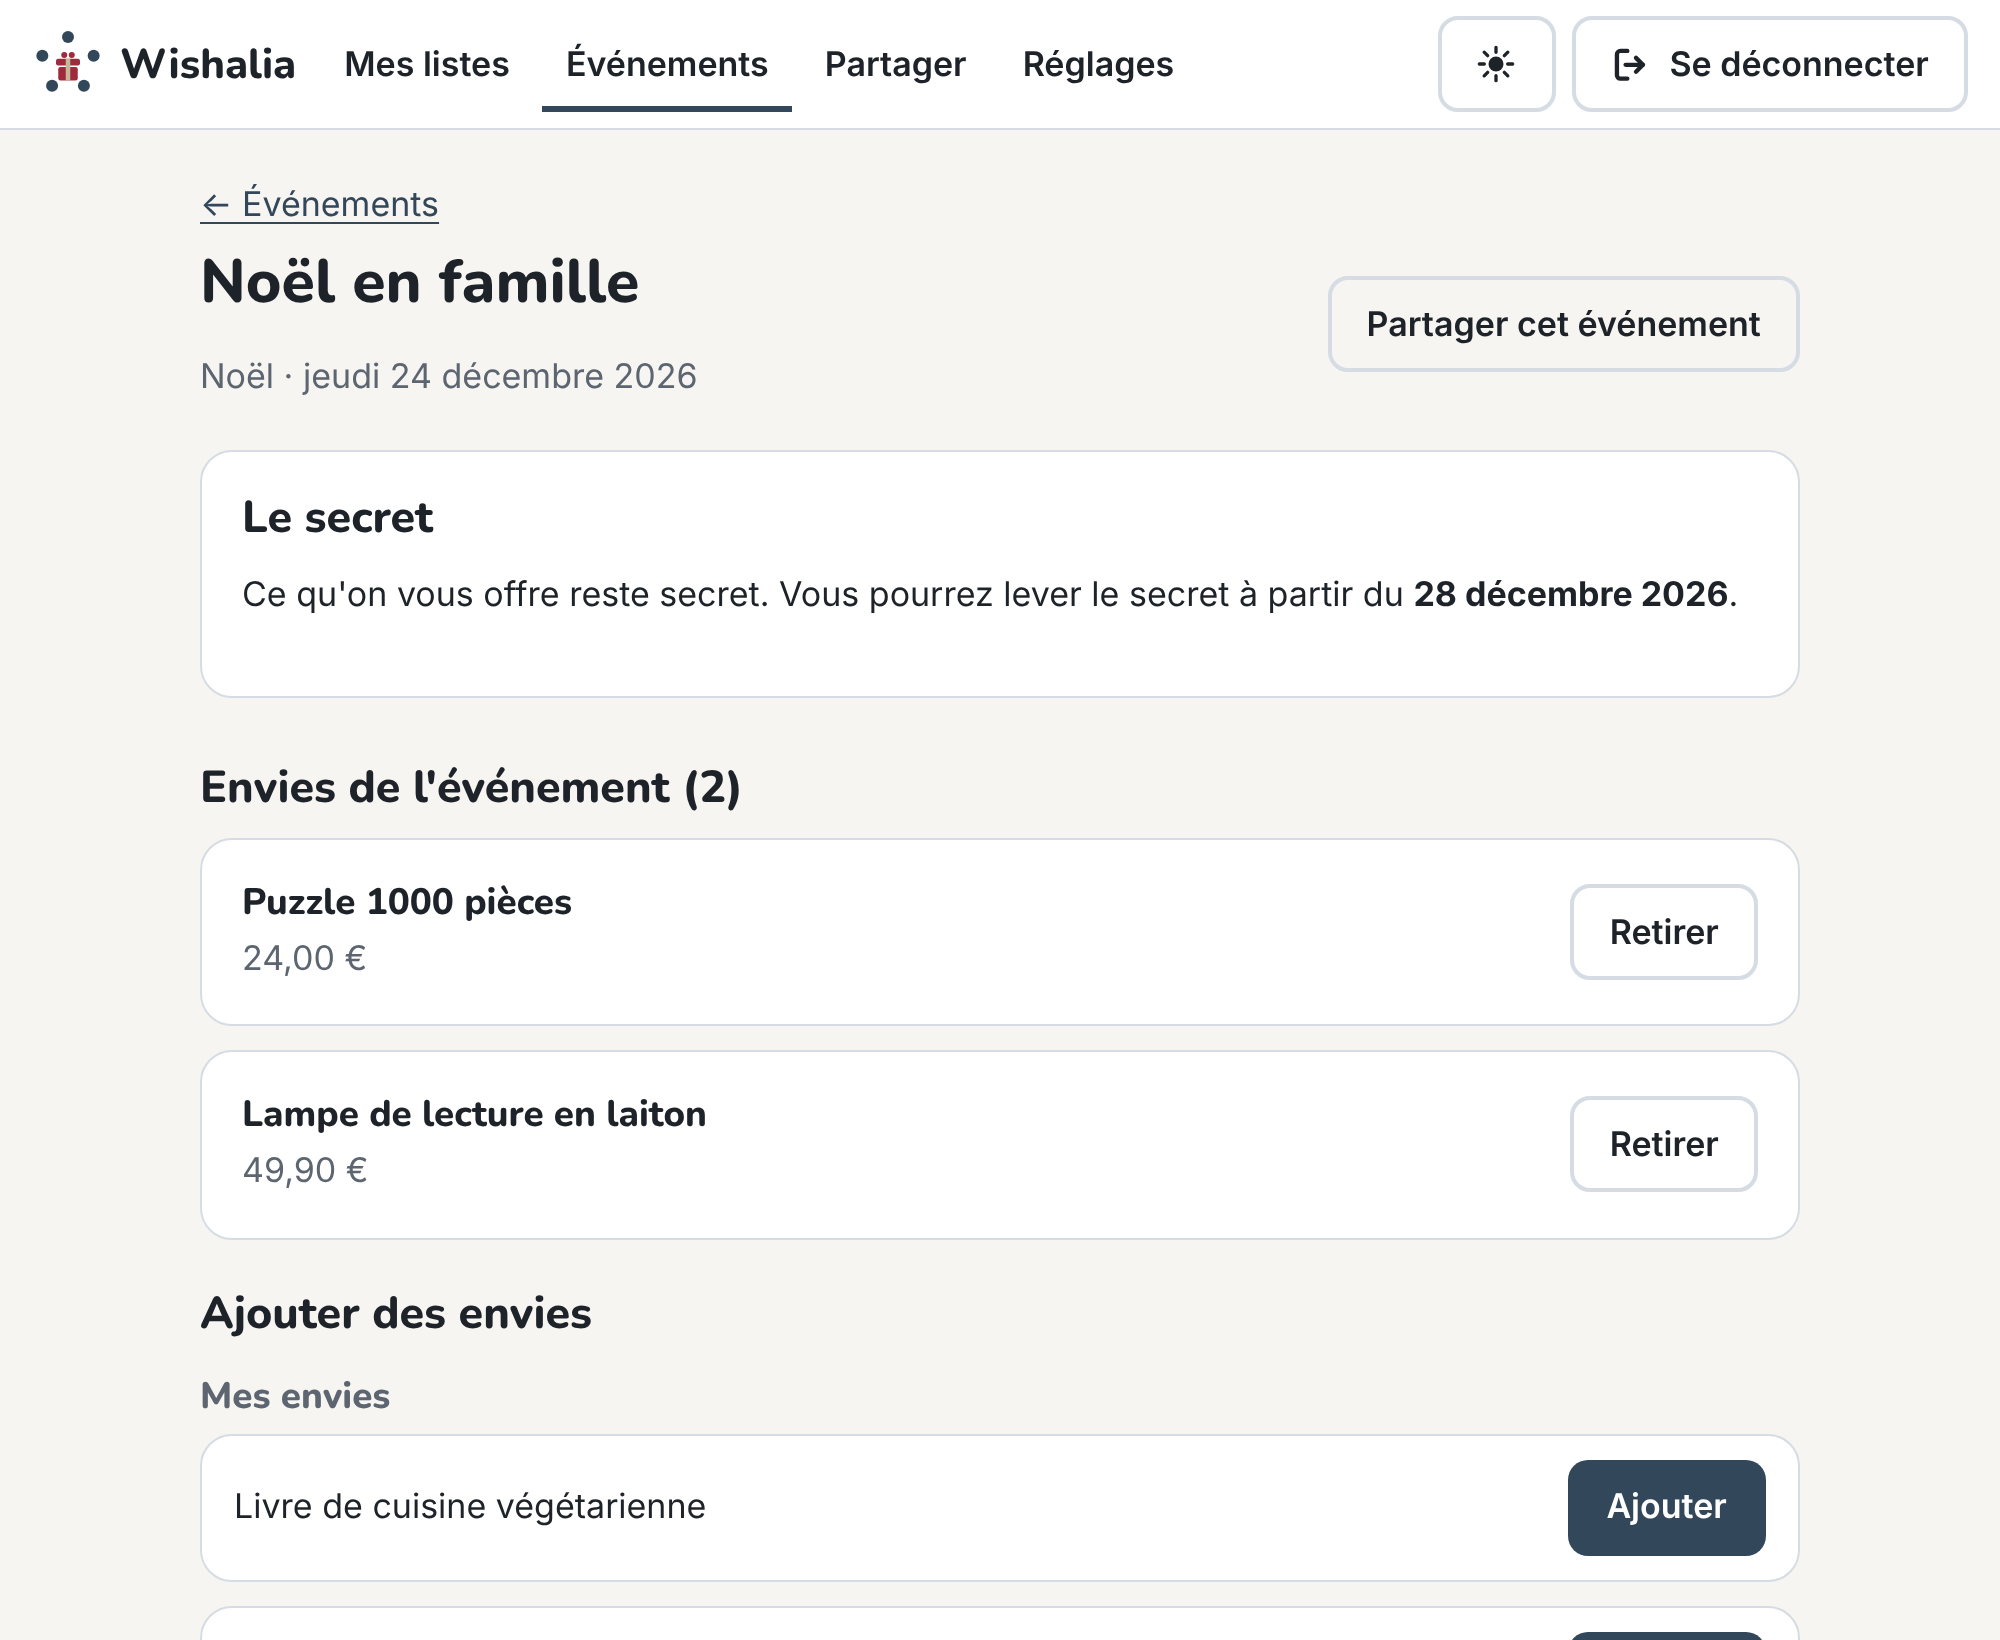 Wishalia
Mes listes
Événements
Partager
Réglages
Se déconnecter
← Événements
Noël en famille
Partager cet événement
Noël · jeudi 24 décembre 2026
Le secret
Ce qu'on vous offre reste secret. Vous pourrez lever le secret à partir du 28 décembre 2026.
Envies de l'événement (2)
Puzzle 1000 pièces
24,00 €
Retirer
Lampe de lecture en laiton
49,90 €
Retirer
Ajouter des envies
Mes envies
Livre de cuisine végétarienne
Ajouter